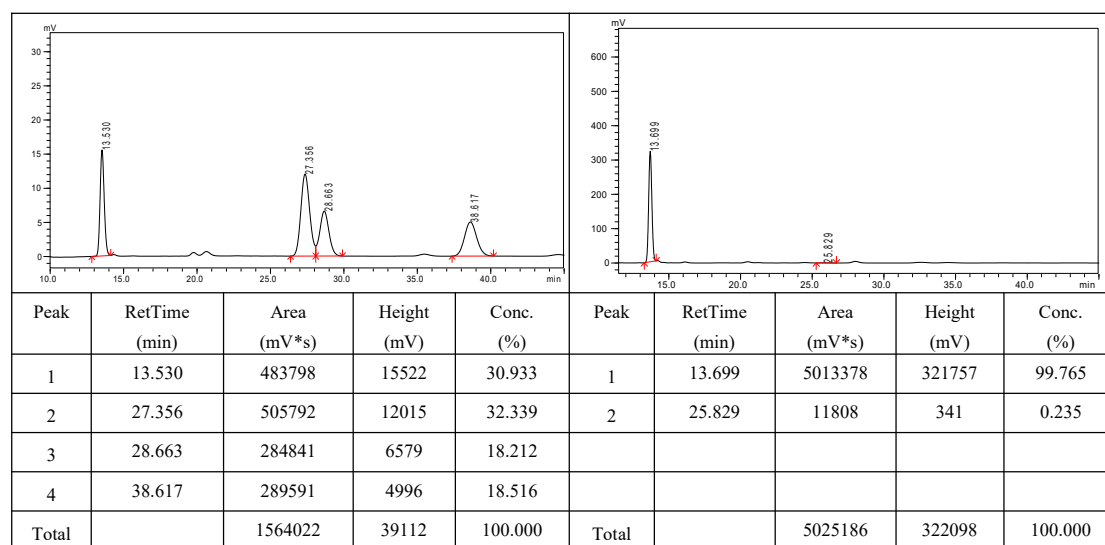 mV
30
25
20
15
10
5
0
13.530
27.356
28.663
38.617
10.0 15.0 20.0 25.0 30.0 35.0 40.0 min
mV
600
500
400
300
200
100
0
13.699
25.829
15.0 20.0 25.0 30.0 35.0 40.0 min
Peak RetTime Area Height Conc. Peak RetTime Area Height Conc.
(min) (mV*s) (mV) (%) (min) (mV*s) (mV) (%)
1 13.530 483798 15522 30.933 1 13.699 5013378 321757 99.765
2 27.356 505792 12015 32.339 2 25.829 11808 341 0.235
3 28.663 284841 6579 18.212
4 38.617 289591 4996 18.516
Total 1564022 39112 100.000 Total 5025186 322098 100.000